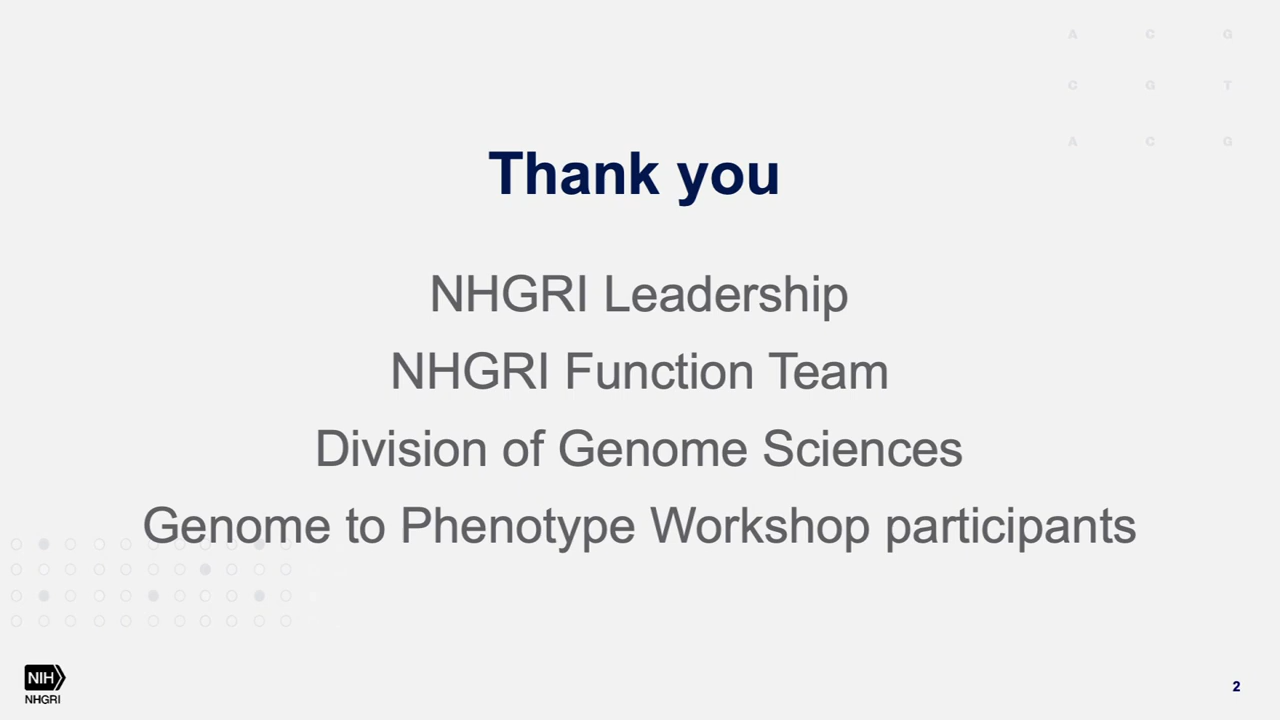 A C G
C G T
A C G
Thank you
NHGRI Leadership
NHGRI Function Team
Division of Genome Sciences
Genome to Phenotype Workshop participants
NIH
NHGRI
2